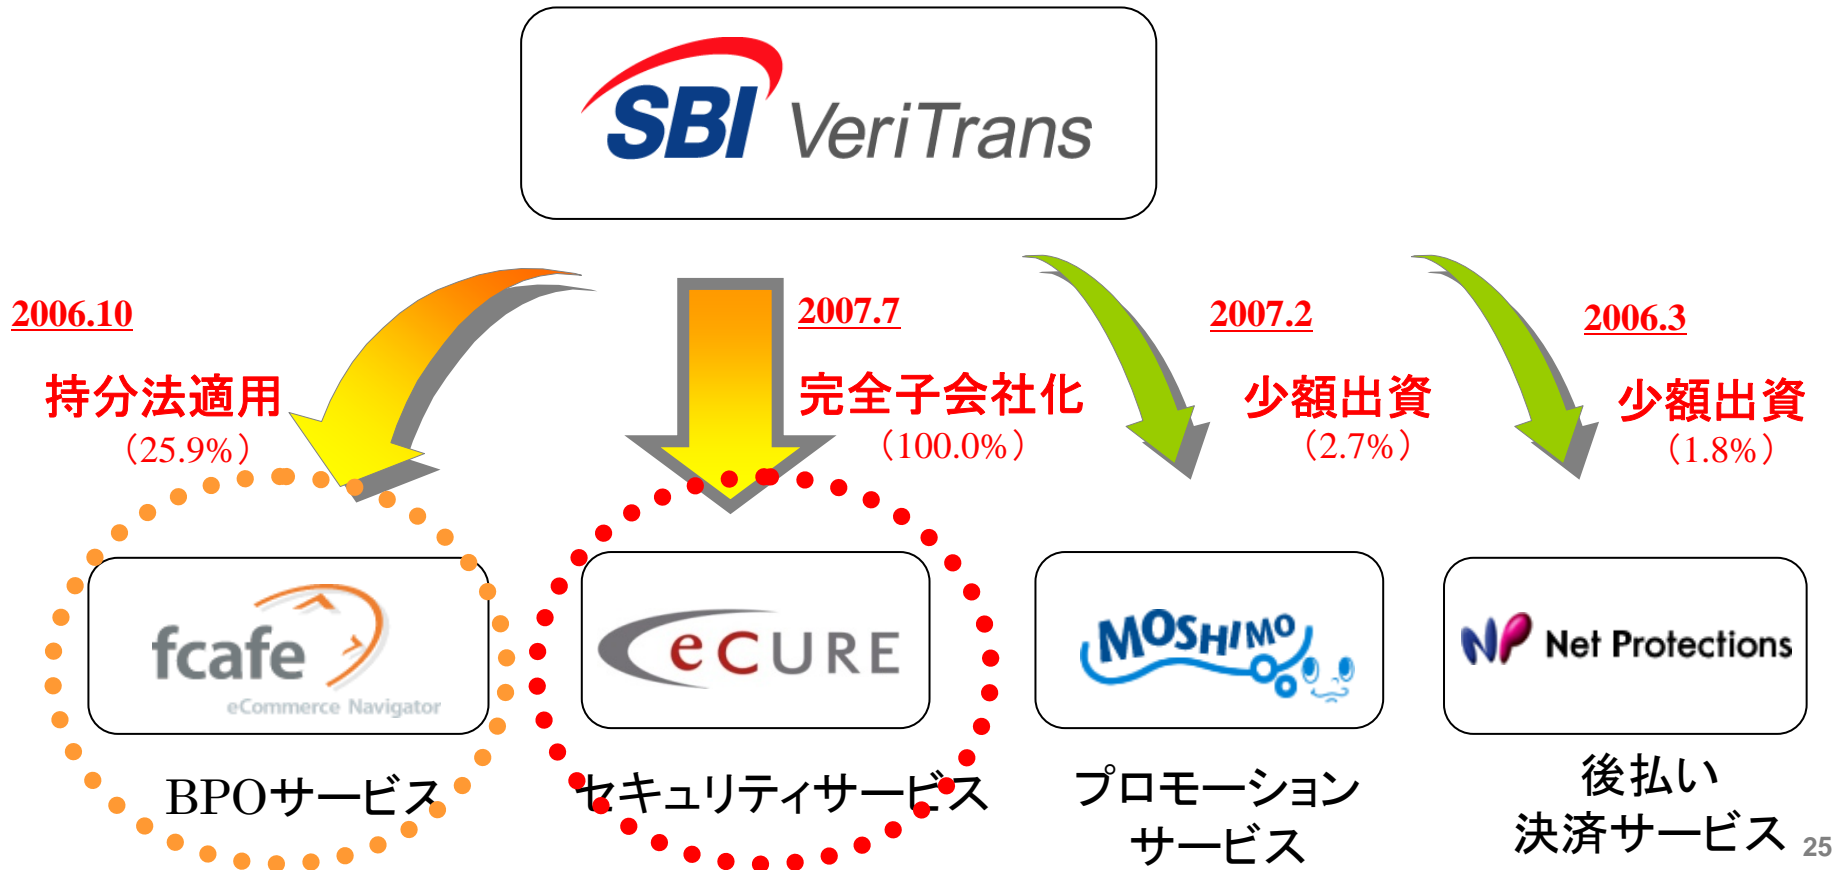 SBI VeriTrans
2006.10
持分法適用
（25.9%）
2007.7
完全子会社化
（100.0%）
2007.2
少額出資
（2.7%）
2006.3
少額出資
（1.8%）
fcafe
eCommerce Navigator
BPOサービス
eCURE
セキュリティサービス
MOSHIMO
プロモーション
サービス
NP Net Protections
後払い
決済サービス
25